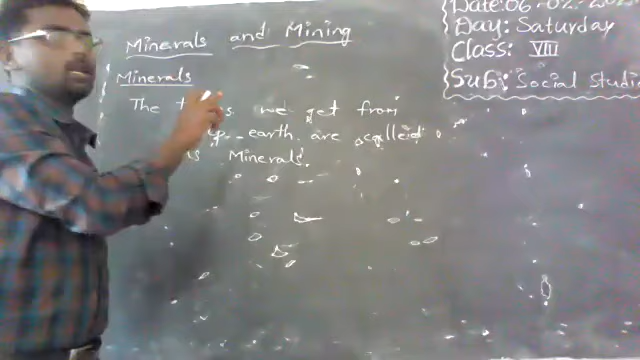 Minerals and Mining
Minerals
The we get from
earth are
Minerals.
Date: 06-02-
Day: Saturday
Class: VIII
Sub: Social Studi